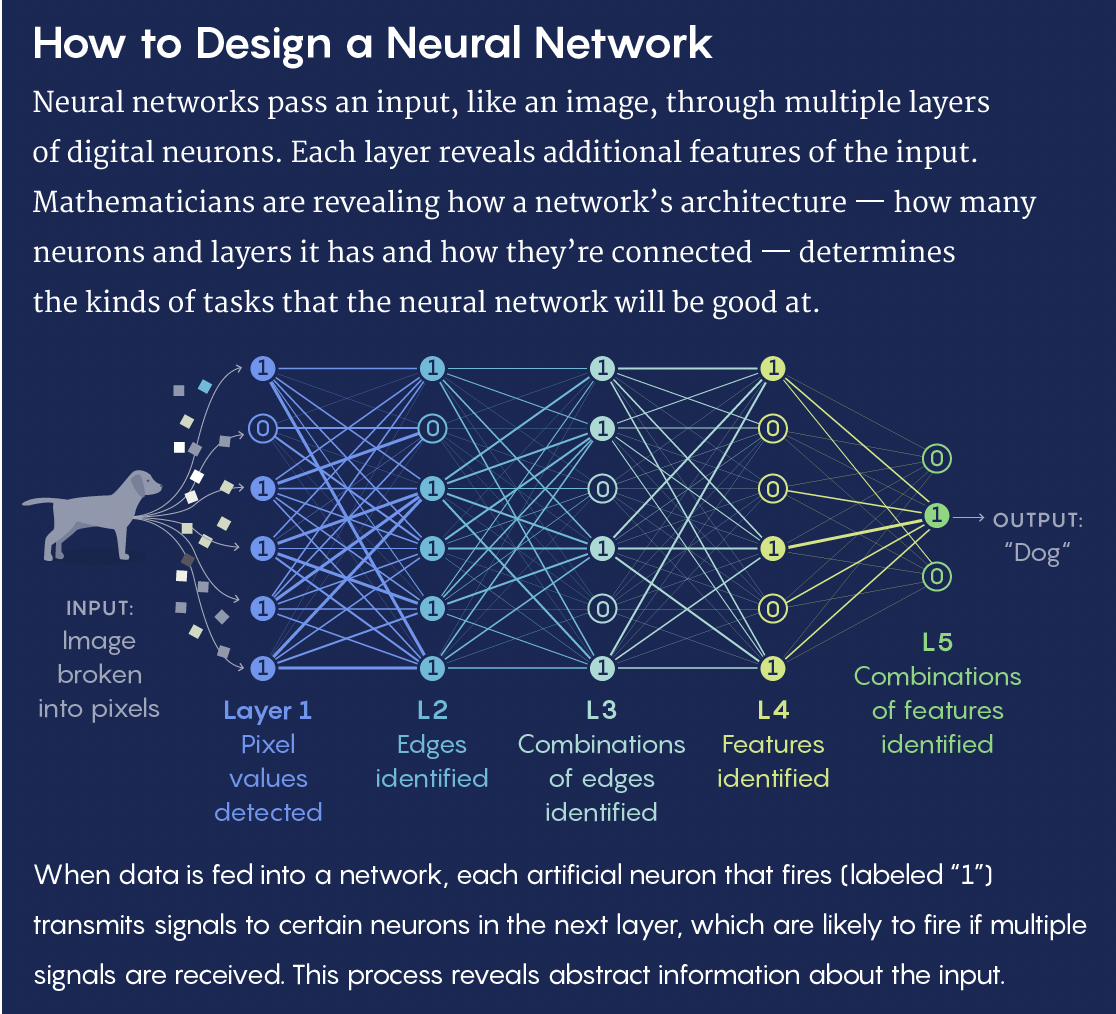 How to Design a Neural Network
Neural networks pass an input, like an image, through multiple layers
of digital neurons. Each layer reveals additional features of the input.
Mathematicians are revealing how a network’s architecture — how many
neurons and layers it has and how they’re connected — determines
the kinds of tasks that the neural network will be good at.
1 1 1 1
0 0 1 0
0
1 1 0 0
1
1 1 1 1
0
1 1 0 0
1 1 1 1
OUTPUT:
“Dog“
INPUT:
Image
broken
into pixels
Layer 1
Pixel
values
detected
L2
Edges
identified
L3
Combinations
of edges
identified
L4
Features
identified
L5
Combinations
of features
identified
When data is fed into a network, each artificial neuron that fires (labeled “1”)
transmits signals to certain neurons in the next layer, which are likely to fire if multiple
signals are received. This process reveals abstract information about the input.